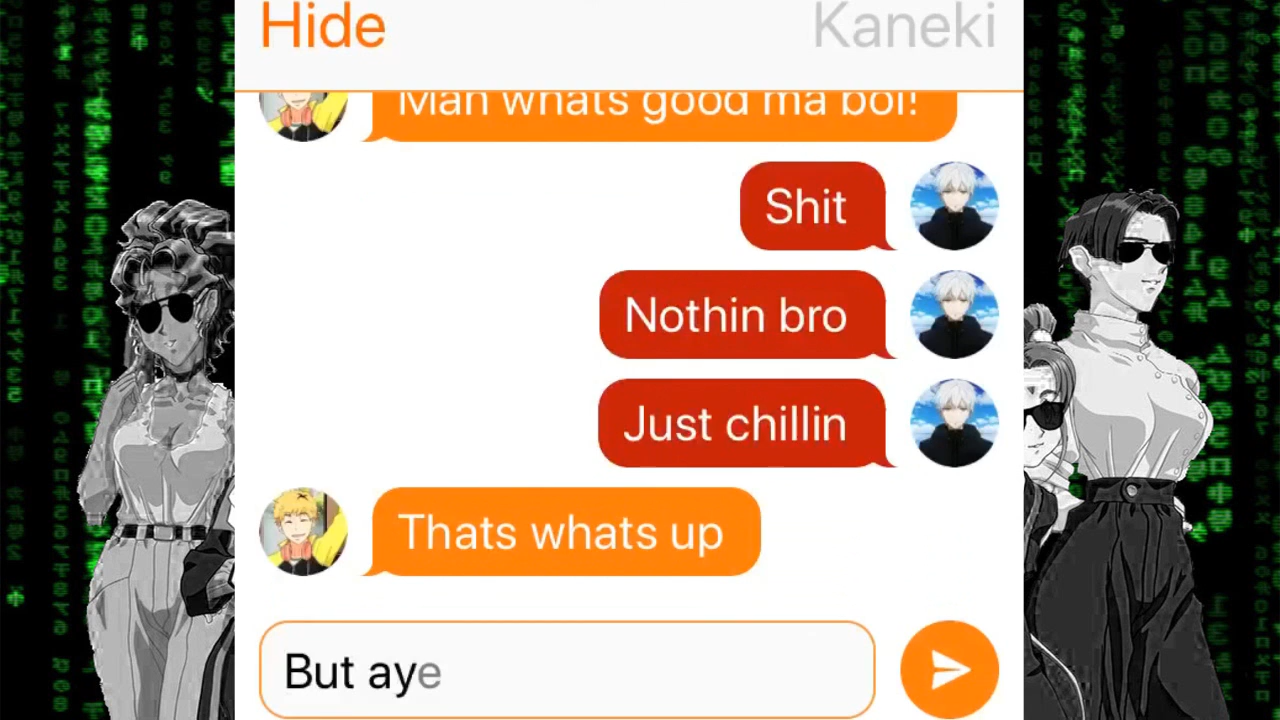 Hide
Kaneki
Man whats good ma boi!
Shit
Nothin bro
Just chillin
Thats whats up
But aye